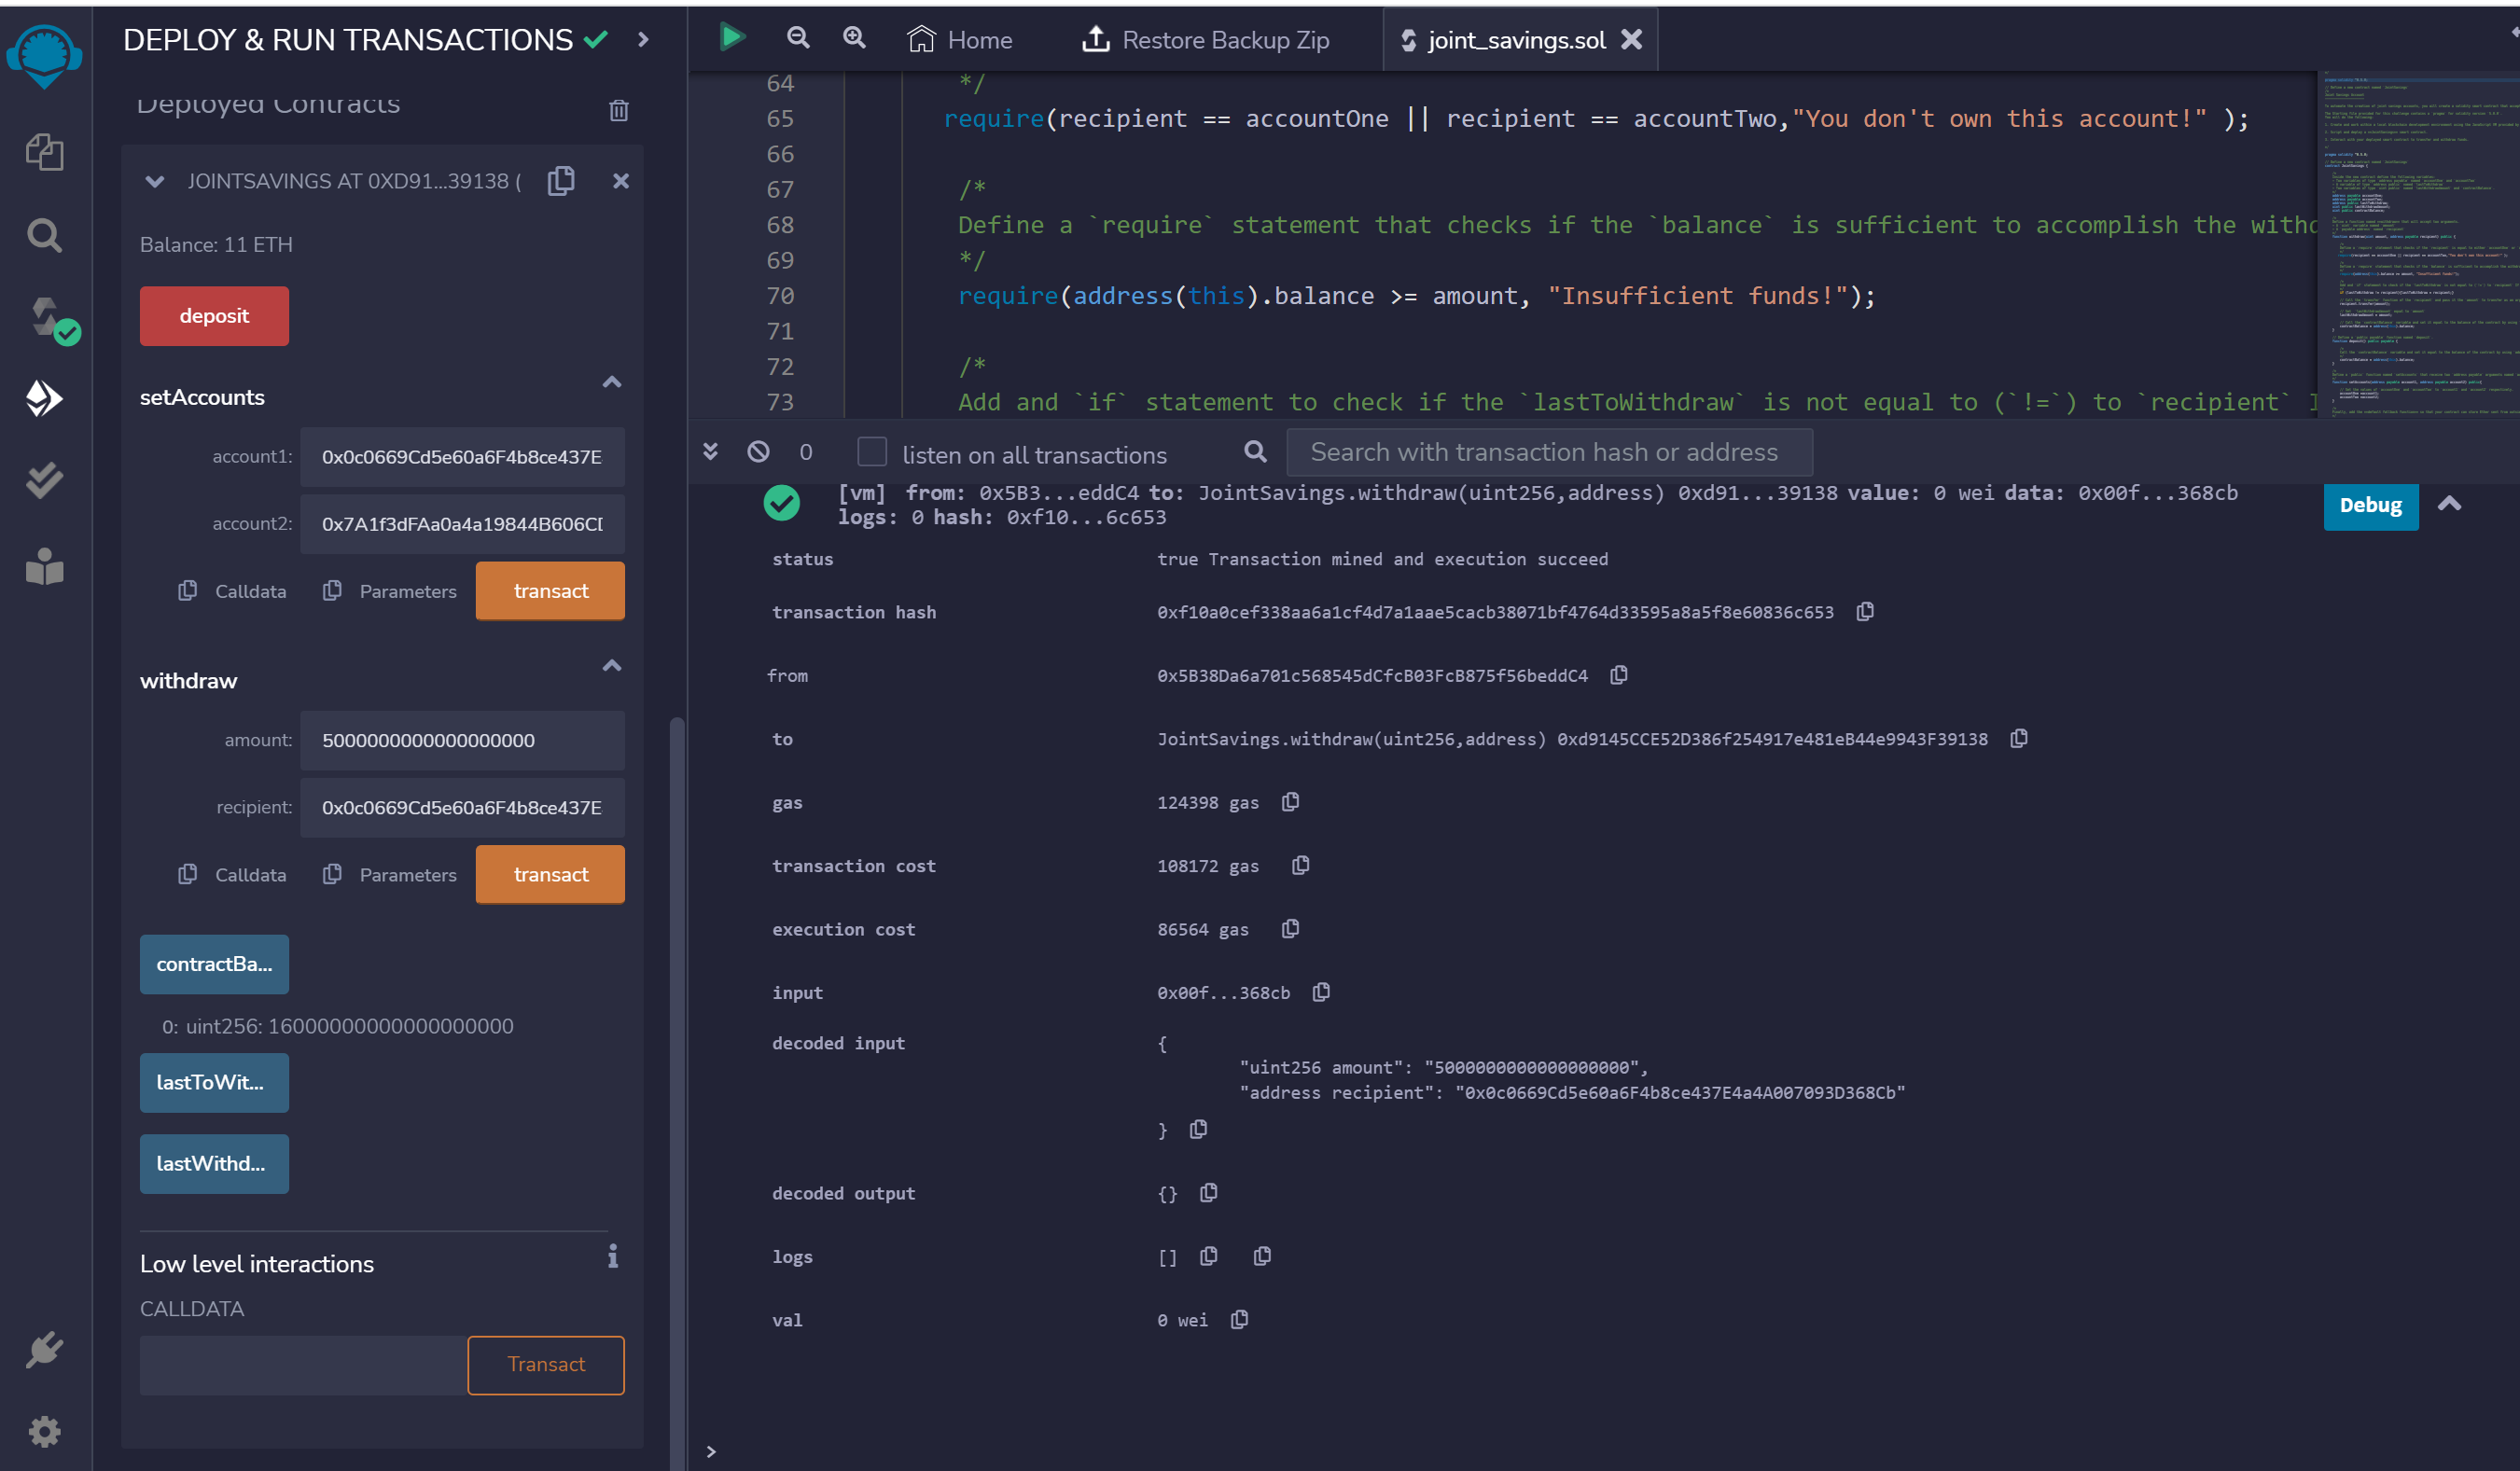 DEPLOY & RUN TRANSACTIONS
Deployed Contracts
JOINTSAVINGS AT 0XD91...39138 (
Balance: 11 ETH
deposit
setAccounts
account1: 0x0c0669Cd5e60a6F4b8ce437E
account2: 0x7A1f3dFAa0a4a19844B606CD
Calldata Parameters transact
withdraw
amount: 5000000000000000000
recipient: 0x0c0669Cd5e60a6F4b8ce437E
Calldata Parameters transact
contractBa...
0: uint256: 16000000000000000000
lastToWit...
lastWithd...
Low level interactions
CALLDATA
Transact
Home Restore Backup Zip joint_savings.sol
64 */
65 require(recipient == accountOne || recipient == accountTwo,"You don't own this account!" );
66
67 /*
68 Define a `require` statement that checks if the `balance` is sufficient to accomplish the withd
69 */
70 require(address(this).balance >= amount, "Insufficient funds!");
71
72 /*
73 Add and `if` statement to check if the `lastToWithdraw` is not equal to (`!=`) to `recipient` I
0 listen on all transactions Search with transaction hash or address
[vm] from: 0x5B3...eddC4 to: JointSavings.withdraw(uint256,address) 0xd91...39138 value: 0 wei data: 0x00f...368cb
logs: 0 hash: 0xf10...6c653
Debug
status true Transaction mined and execution succeed
transaction hash 0xf10a0cef338aa6a1cf4d7a1aae5cacb38071bf4764d33595a8a5f8e60836c653
from 0x5B38Da6a701c568545dCfcB03FcB875f56beddC4
to JointSavings.withdraw(uint256,address) 0xd9145CCE52D386f254917e481eB44e9943F39138
gas 124398 gas
transaction cost 108172 gas
execution cost 86564 gas
input 0x00f...368cb
decoded input {
"uint256 amount": "5000000000000000000",
"address recipient": "0x0c0669Cd5e60a6F4b8ce437E4a4A007093D368Cb"
}
decoded output {}
logs []
val 0 wei
>